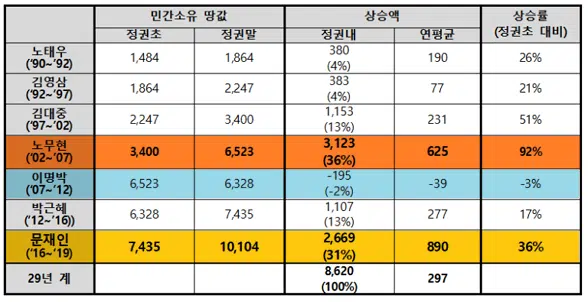 민간소유 땅값 상승액 상승률
정권초 정권말 정권내 연평균 (정권초 대비)
노태우 1,484 1,864 380 190 26%
('90~'92) (4%)
김영삼 1,864 2,247 383 77 21%
('92~'97) (4%)
김대중 2,247 3,400 1,153 231 51%
('97~'02) (13%)
노무현 3,400 6,523 3,123 625 92%
('02~'07) (36%)
이명박 6,523 6,328 -195 -39 -3%
('07~'12) (-2%)
박근혜 6,328 7,435 1,107 277 17%
('12~'16)) (13%)
문재인 7,435 10,104 2,669 890 36%
('16~'19) (31%)
29년 계 8,620 297
(100%)